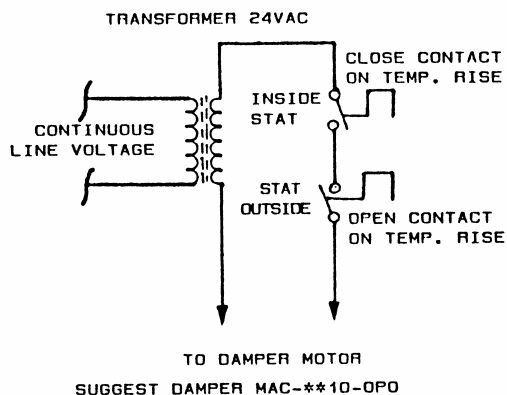 TRANSFORMER 24VAC
CLOSE CONTACT
ON TEMP. RISE
INSIDE
STAT
CONTINUOUS
LINE VOLTAGE
STAT
OUTSIDE
OPEN CONTACT
ON TEMP. RISE
TO DAMPER MOTOR
SUGGEST DAMPER MAC-**10-OPO